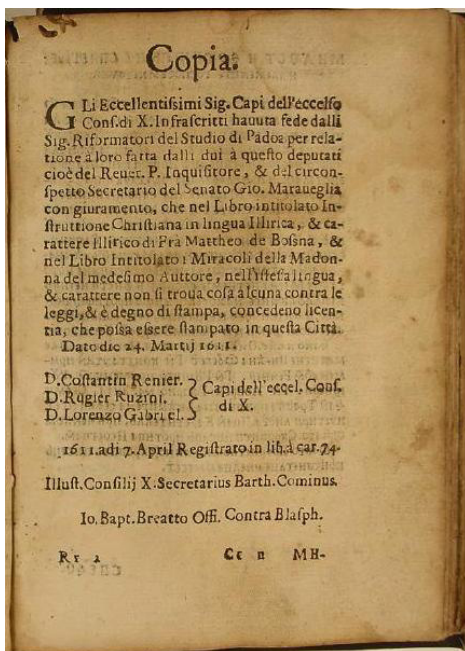 Copia.
GLi Eccellentissimi Sig. Capi dell'eccelso
Cons. di X. Infrascritti hauuta fede dalli
Sig. Riformatori del Studio di Padoa per rela-
tione à loro fatta dalli dui à questo deputati
cioè del Reuer. P. Inquisitore, & del circon-
spetto Secretario del Senato Gio. Maraueglia
con giuramento, che nel Libro intitolato In-
struttione Christiana in lingua Illirica, & ca-
rattere Illirico di Fra Mattheo de Bosna, &
nel Libro Intitolato i Miracoli della Madon-
na del medesimo Auttore, nell'istesa lingua,
& carattere non si troua cosa alcuna contra le
leggi, & è degno di stampa, concedeno licen-
tia, che possa essere stampato in questa Città.
Dato die 24. Martij 1611.
D. Costantin Renier.
D. Rugier Ruzini.
D. Lorenzo Gabriel.
Capi dell'eccel. Cons.
di X.
1611. adi 7. April Registrato in lib. à car. 74.
Illust. Consilij X. Secretarius Barth. Cominus.
Io. Bapt. Breatto Off. Contra Blasph.
Rr 2 Сс п МН-